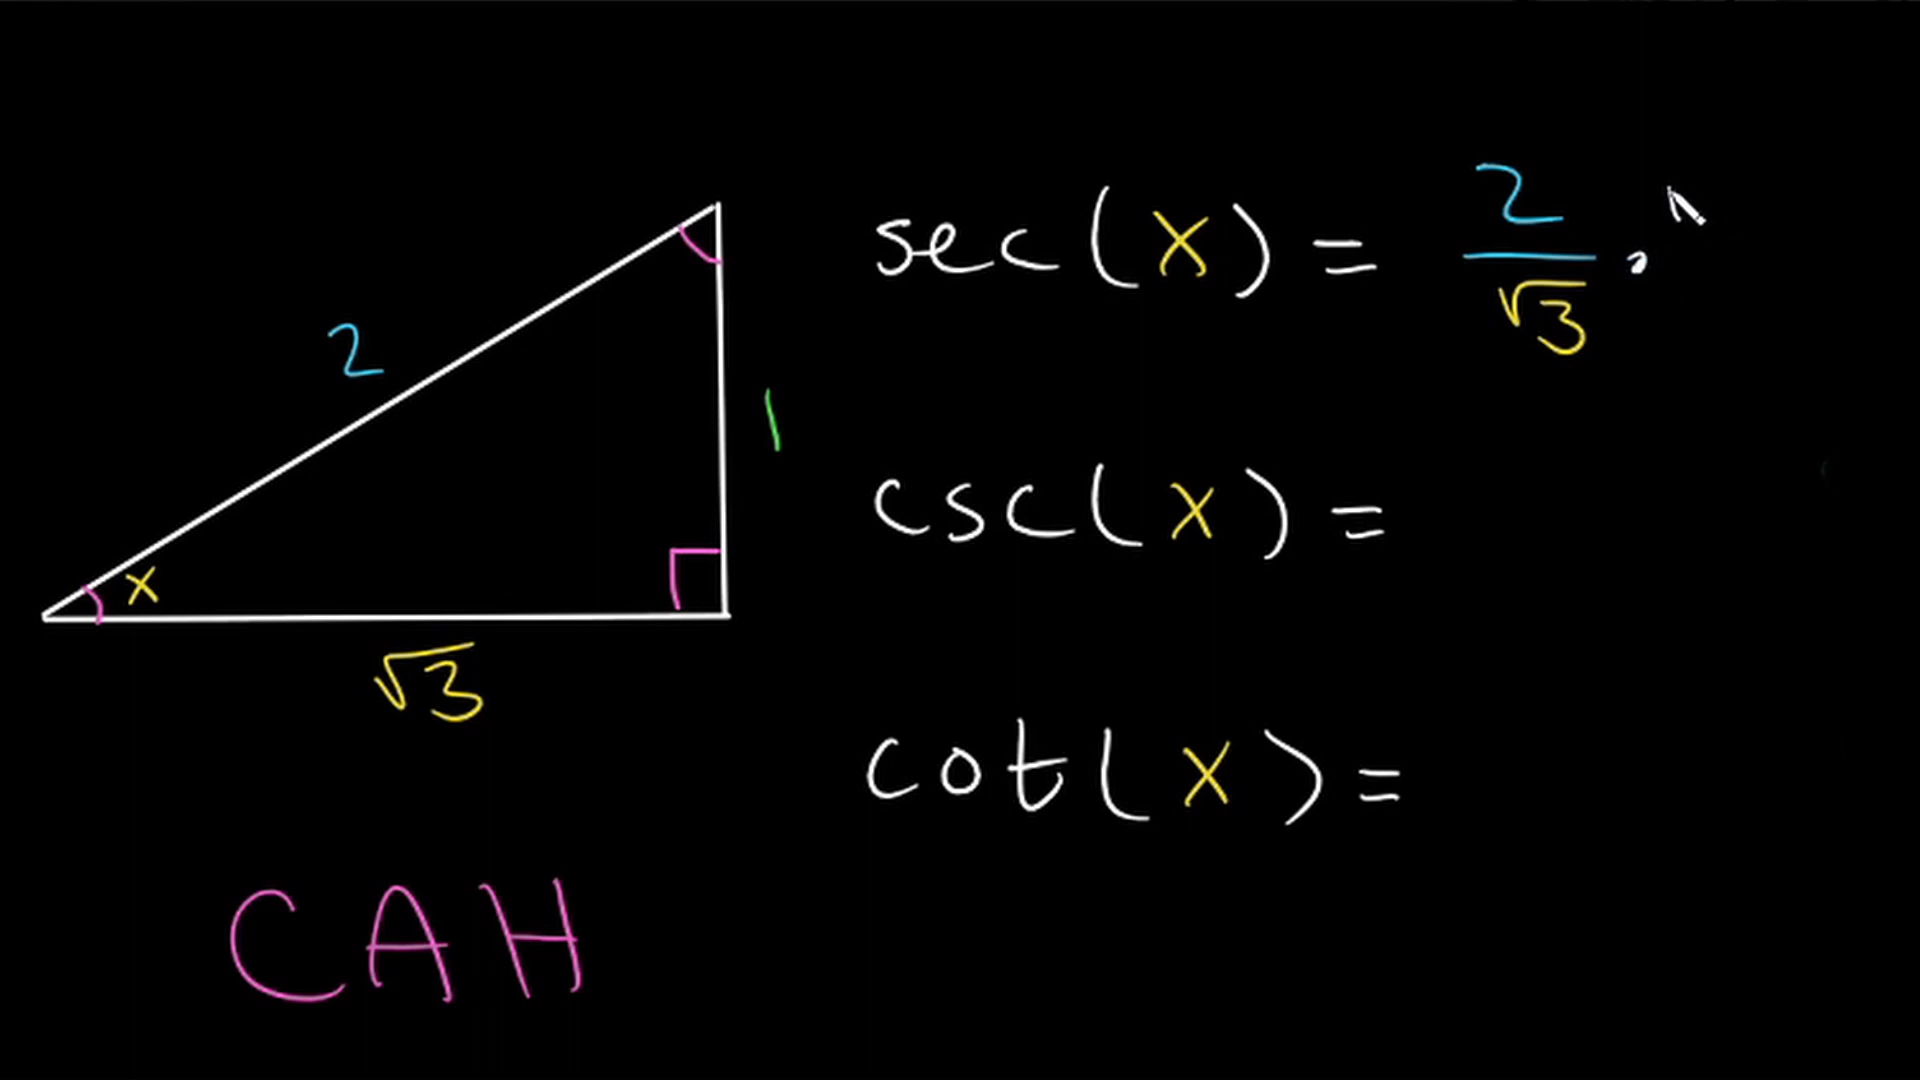 sec(x) = 2/√3 ·
2
1
csc(x) =
x
√3
cot(x) =
CAH